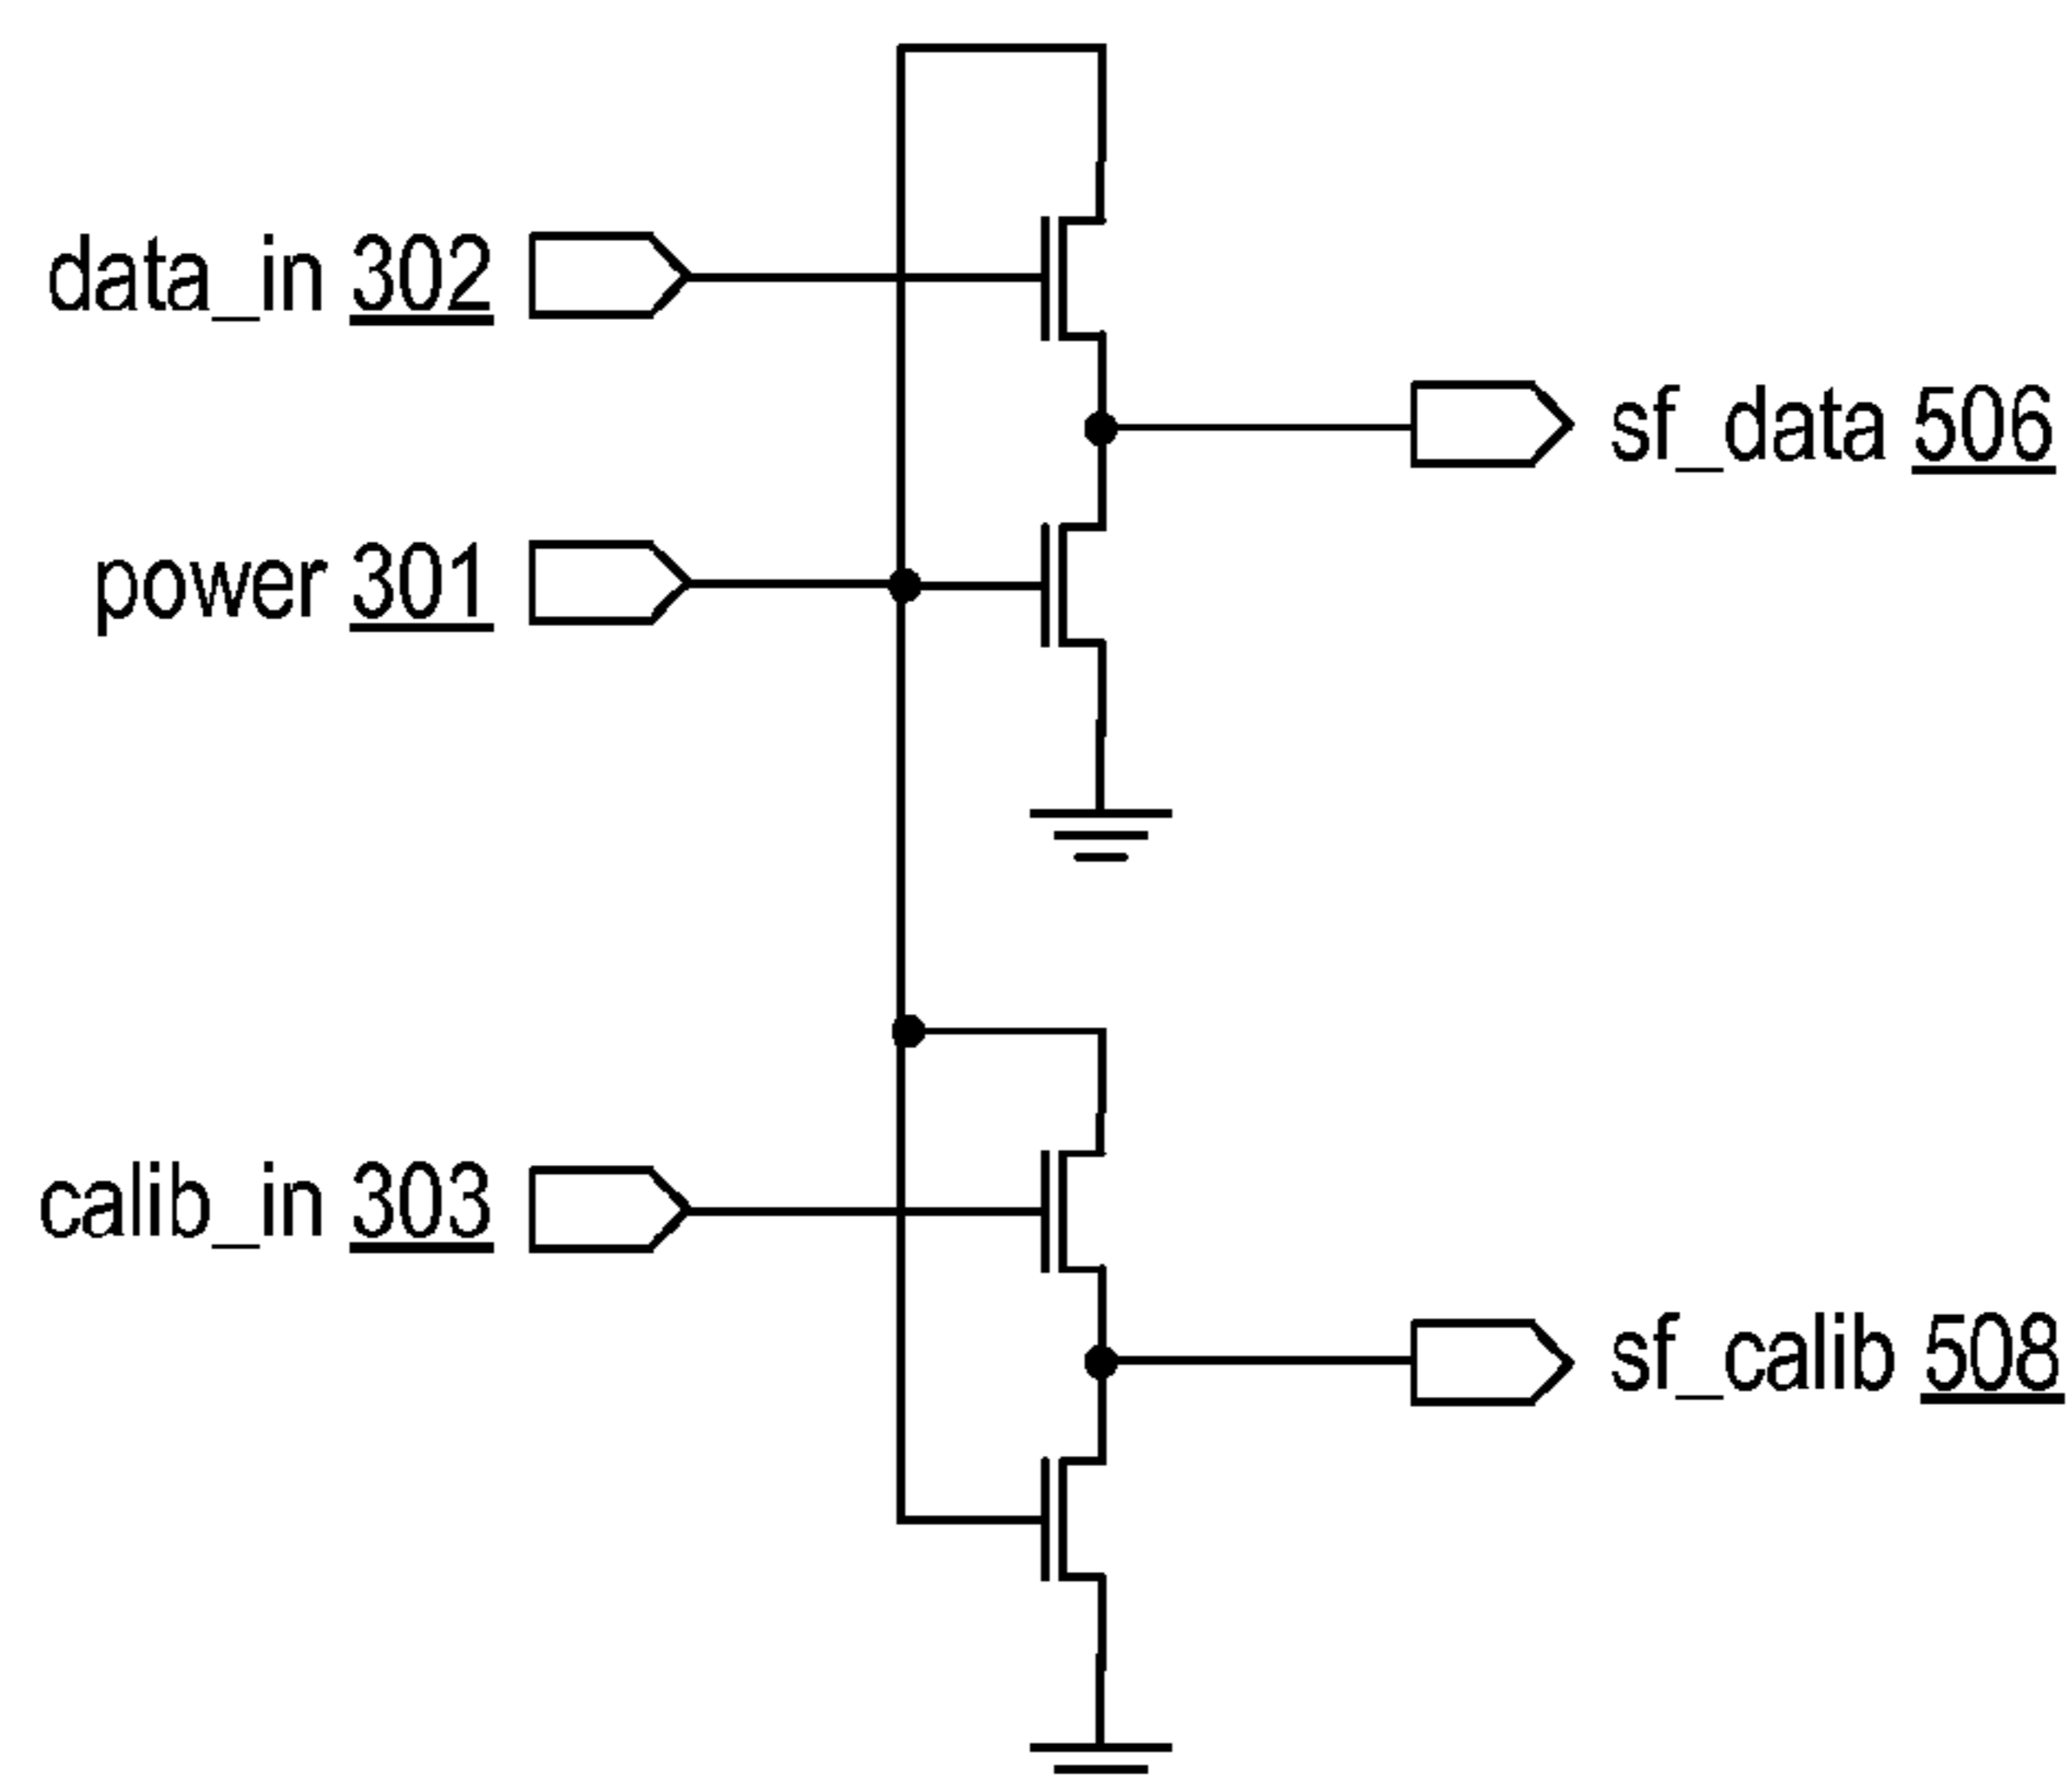 data_in 302
sf_data 506
power 301
calib_in 303
sf_calib 508